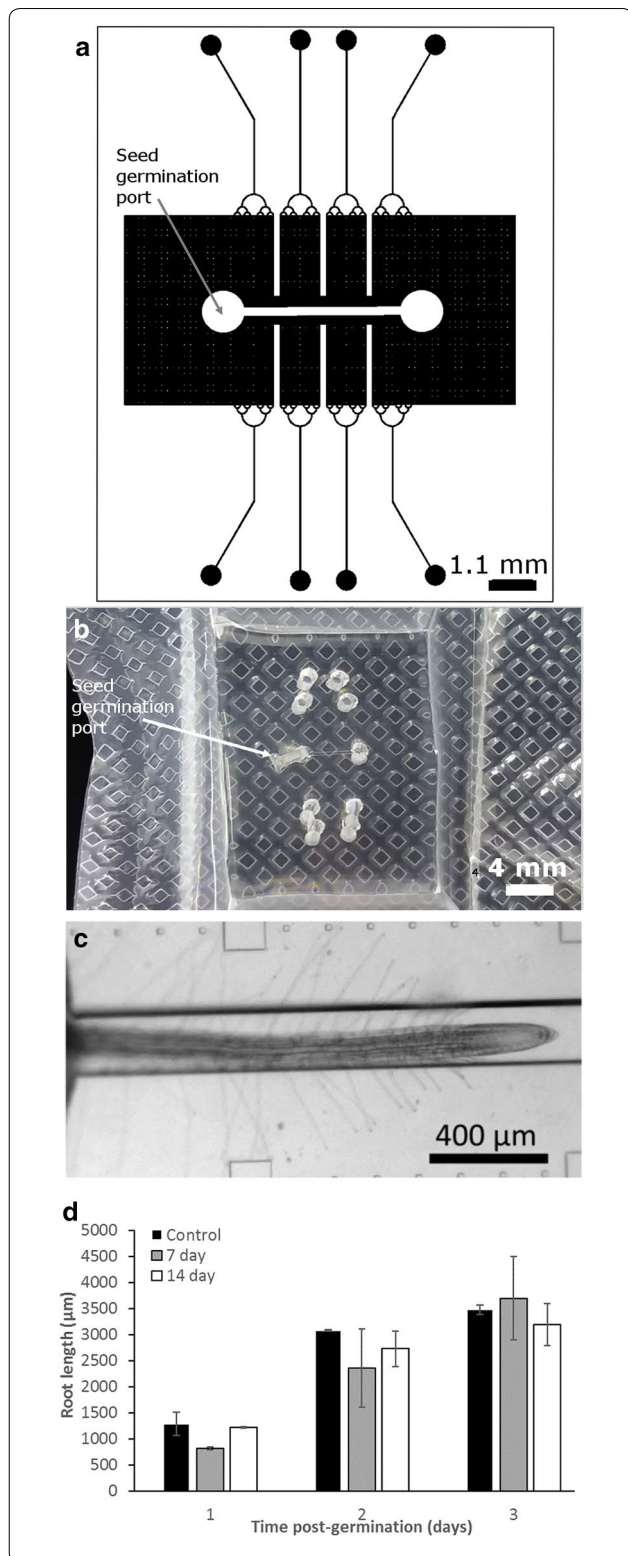 a
Seed
germination
port
1.1 mm
b
Seed
germination
port
4
4 mm
c
400 µm
d
5000
4500
4000
3500
3000
2500
2000
1500
1000
500
0
Root length (µm)
Control
7 day
14 day
1
2
3
Time post-germination (days)